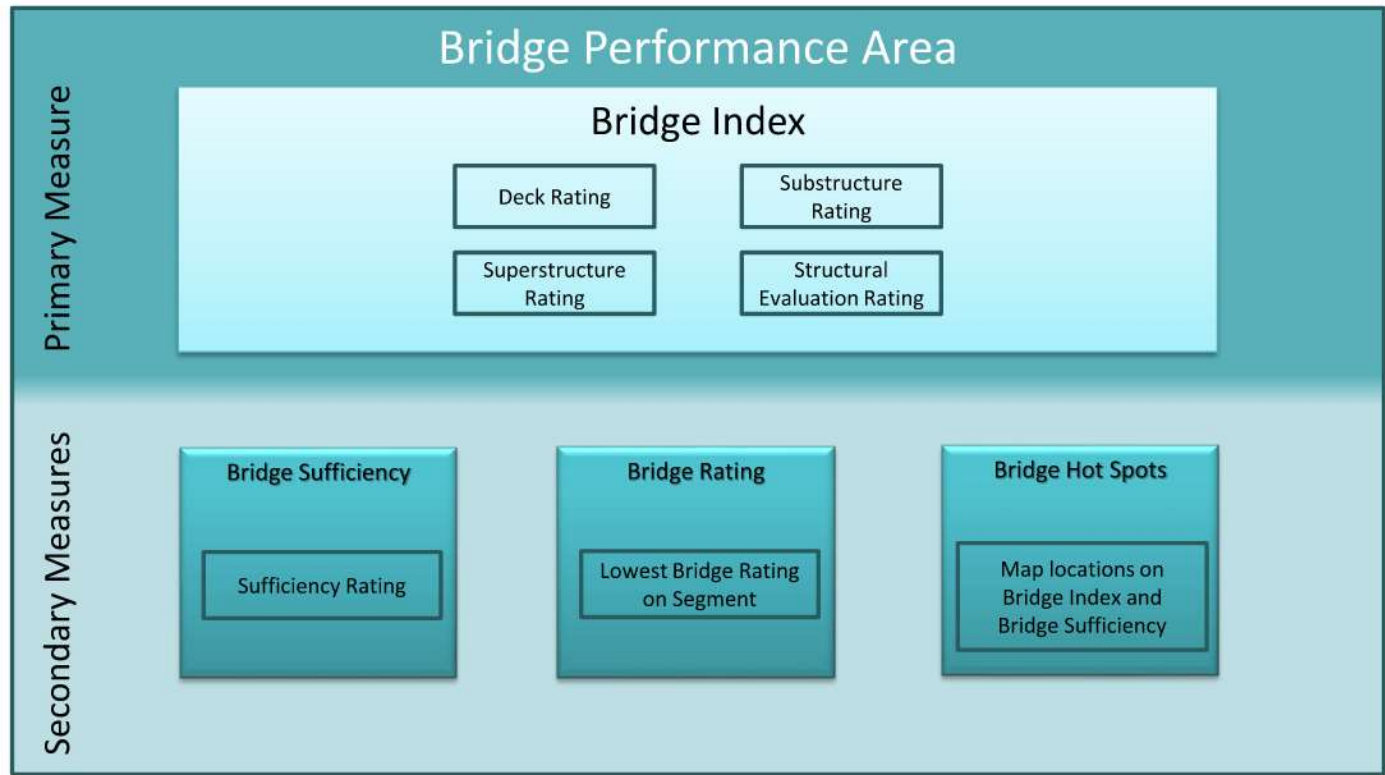 Bridge Performance Area
Primary Measure
Bridge Index
Deck Rating
Substructure
Rating
Superstructure
Rating
Structural
Evaluation Rating
Secondary Measures
Bridge Sufficiency
Sufficiency Rating
Bridge Rating
Lowest Bridge Rating
on Segment
Bridge Hot Spots
Map locations on
Bridge Index and
Bridge Sufficiency